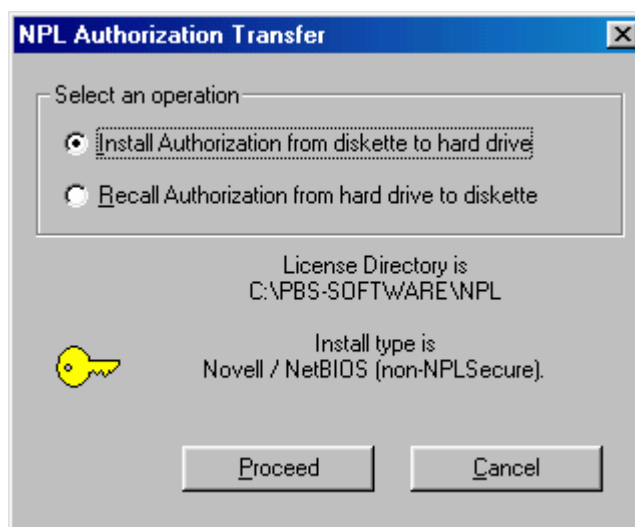 NPL Authorization Transfer
Select an operation
Install Authorization from diskette to hard drive
Recall Authorization from hard drive to diskette
License Directory is
C:\PBS-SOFTWARE\NPL
Install type is
Novell / NetBIOS (non-NPLSecure).
Proceed
Cancel